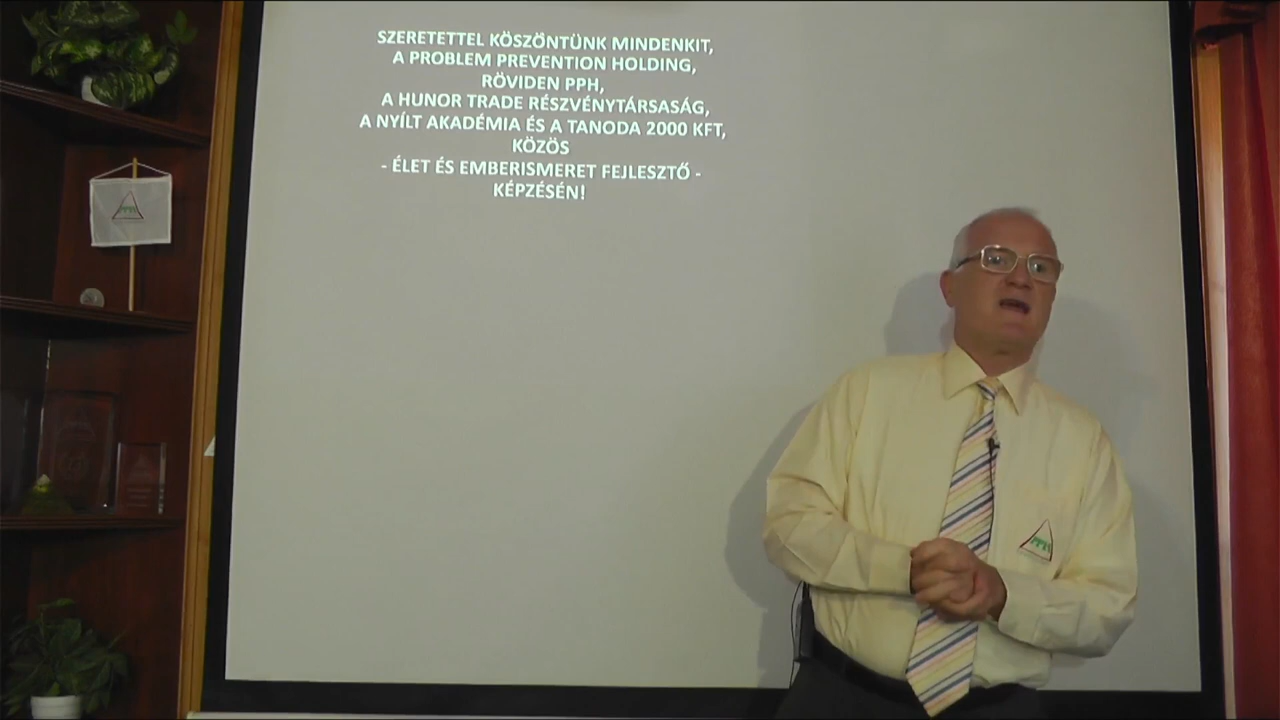 SZERETETTEL KÖSZÖNTÜNK MINDENKIT,
A PROBLEM PREVENTION HOLDING,
RÖVIDEN PPH,
A HUNOR TRADE RÉSZVÉNYTÁRSASÁG,
A NYÍLT AKADÉMIA ÉS A TANODA 2000 KFT,
KÖZÖS
- ÉLET ÉS EMBERISMERET FEJLESZTŐ -
KÉPZÉSÉN!